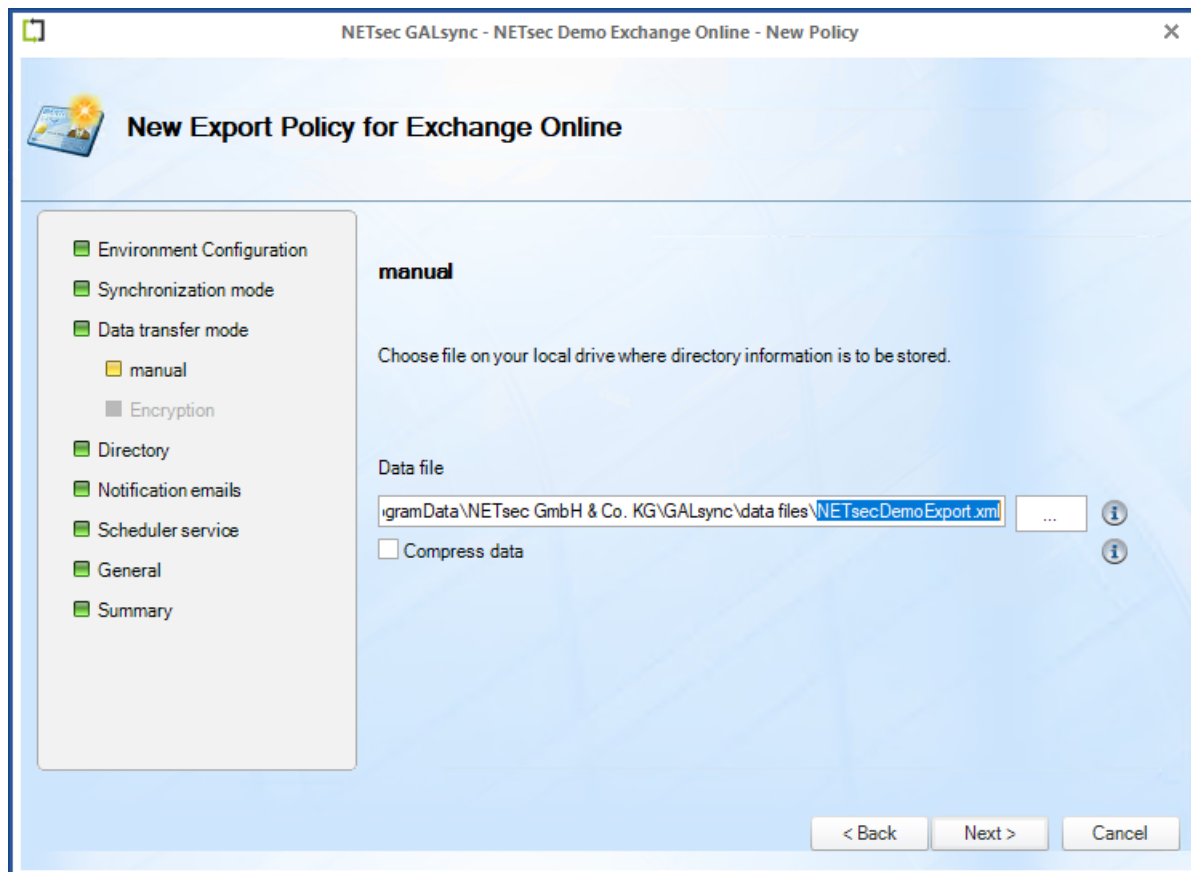 NETsec GALsync - NETsec Demo Exchange Online - New Policy
New Export Policy for Exchange Online
Environment Configuration
Synchronization mode
Data transfer mode
manual
Encryption
Directory
Notification emails
Scheduler service
General
Summary
manual
Choose file on your local drive where directory information is to be stored.
Data file
gramData\NETsec GmbH & Co. KG\GALsync\data files\NETsecDemoExport.xml
...
Compress data
< Back
Next >
Cancel